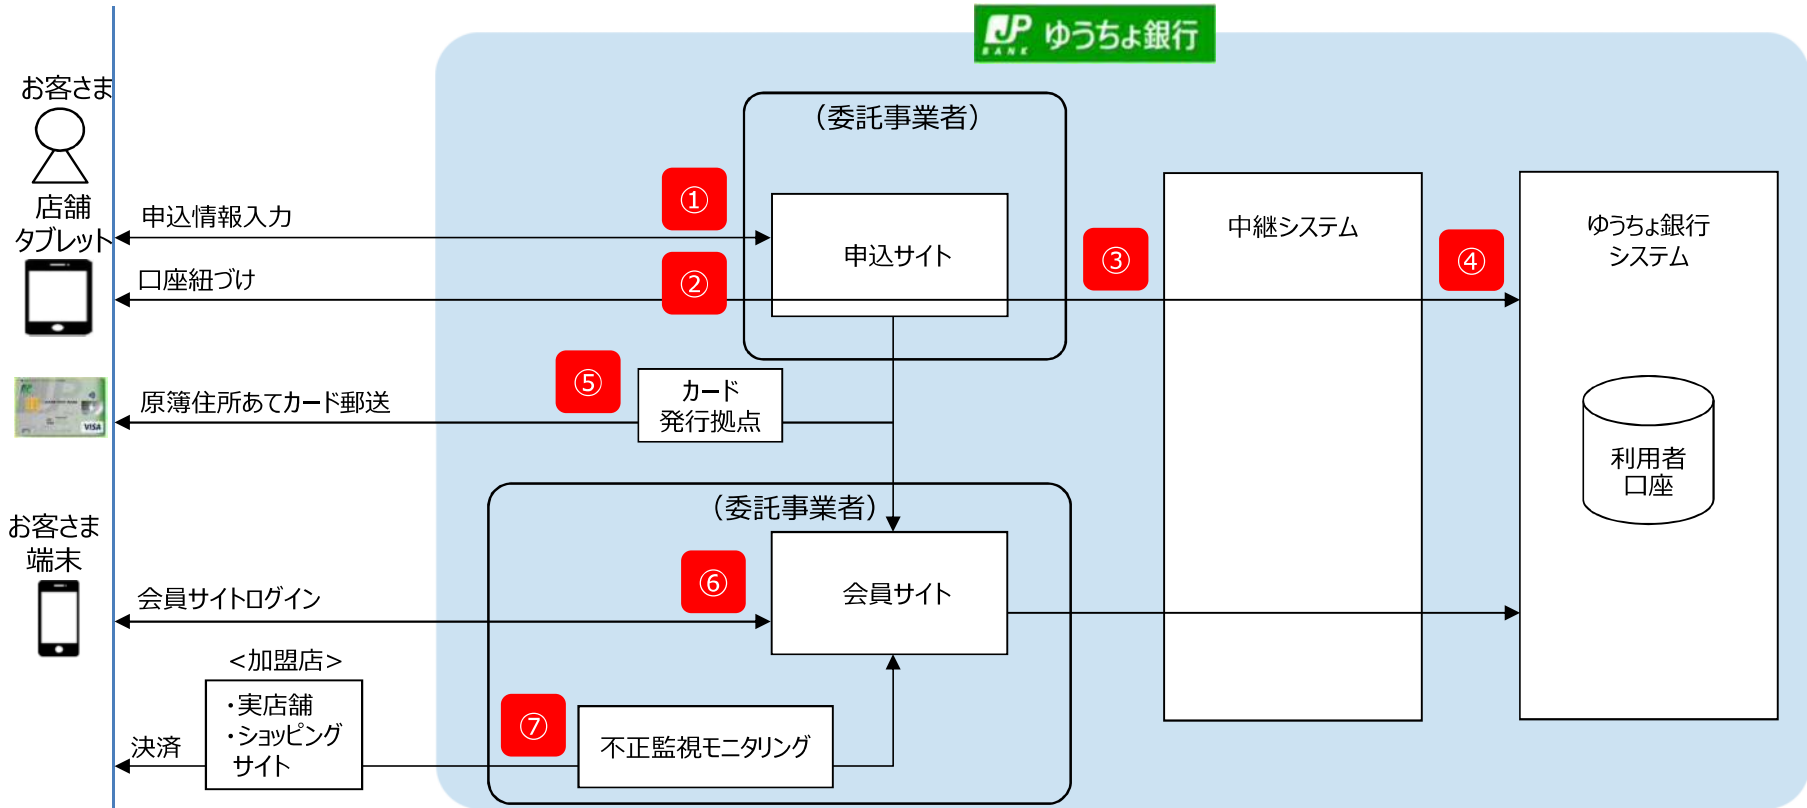 JP
BANK ゆうちょ銀行
お客さま
(委託事業者)
店舗
タブレット
申込情報入力
①
申込サイト
中継システム
ゆうちょ銀行
システム
口座紐づけ
②
③
④
⑤
カード
発行拠点
原簿住所あてカード郵送
VISA
利用者
口座
(委託事業者)
お客さま
端末
⑥
会員サイト
会員サイトログイン
<加盟店>
・実店舗
・ショッピング
サイト
決済
⑦
不正監視モニタリング